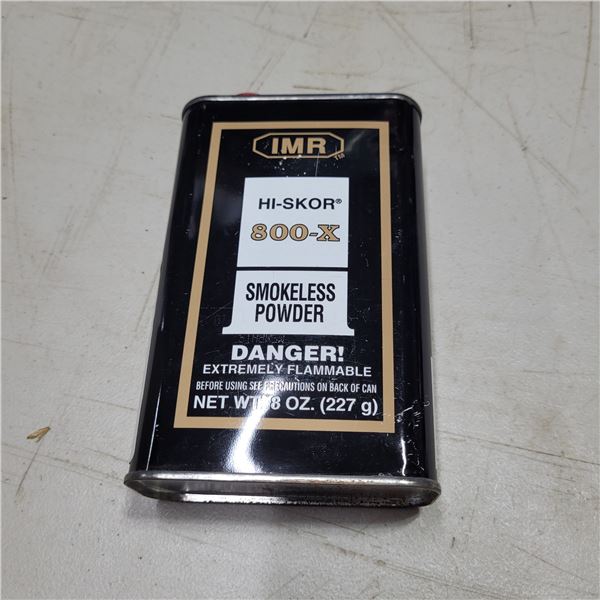 IMR TM
HI-SKOR®
800-X
SMOKELESS
POWDER
DANGER!
EXTREMELY FLAMMABLE
BEFORE USING SEE PRECAUTIONS ON BACK OF CAN
NET WT. 8 OZ. (227 g)